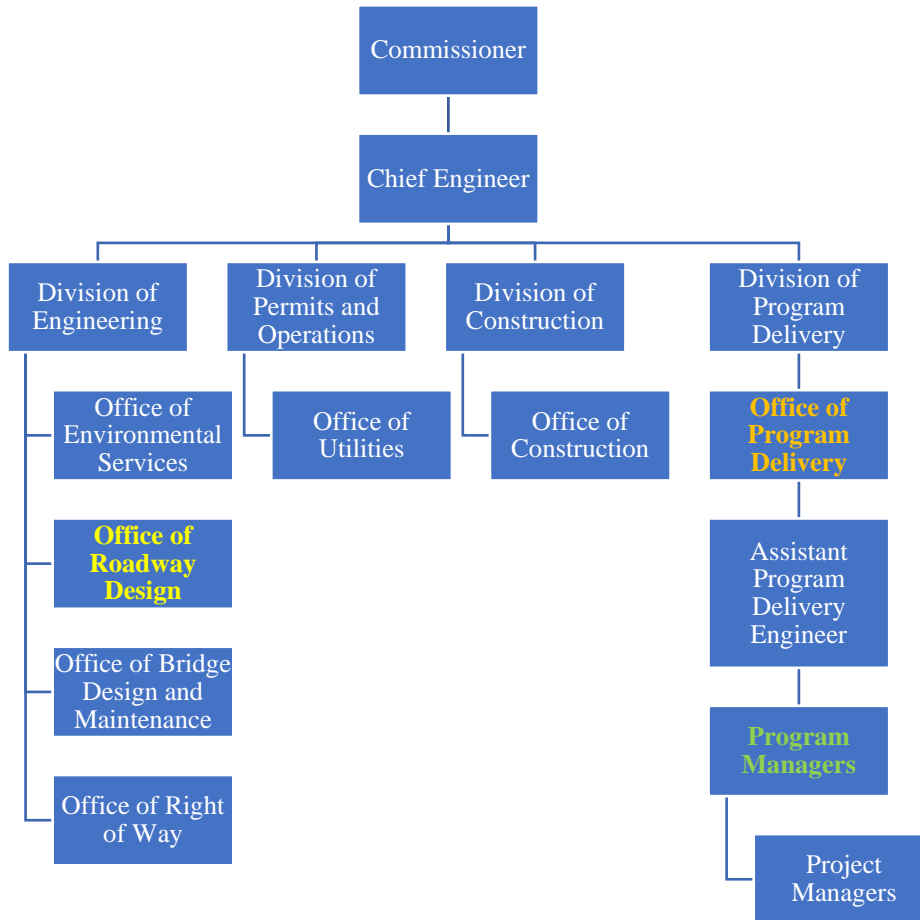 Commissioner
Chief Engineer
Division of
Engineering
Division of
Permits and
Operations
Division of
Construction
Division of
Program
Delivery
Office of
Environmental
Services
Office of
Utilities
Office of
Construction
Office of
Program
Delivery
Office of
Roadway
Design
Assistant
Program
Delivery
Engineer
Office of Bridge
Design and
Maintenance
Program
Managers
Office of Right
of Way
Project
Managers